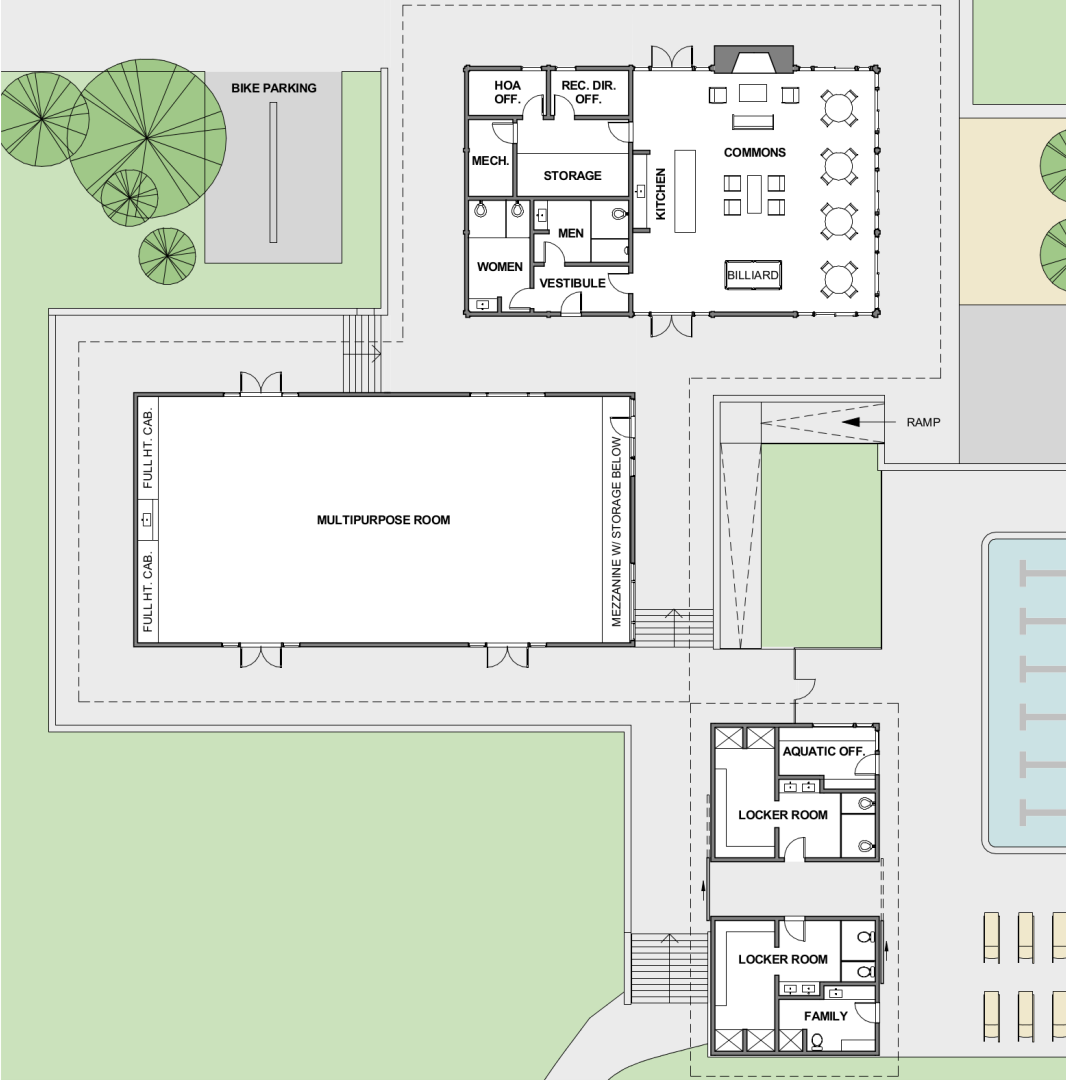 BIKE PARKING
HOA
OFF.
REC. DIR.
OFF.
MECH.
STORAGE
KITCHEN
COMMONS
MEN
WOMEN
VESTIBULE
BILLIARD
FULL HT. CAB.
FULL HT. CAB.
MULTIPURPOSE ROOM
MEZZANINE W/ STORAGE BELOW
RAMP
AQUATIC OFF.
LOCKER ROOM
LOCKER ROOM
FAMILY